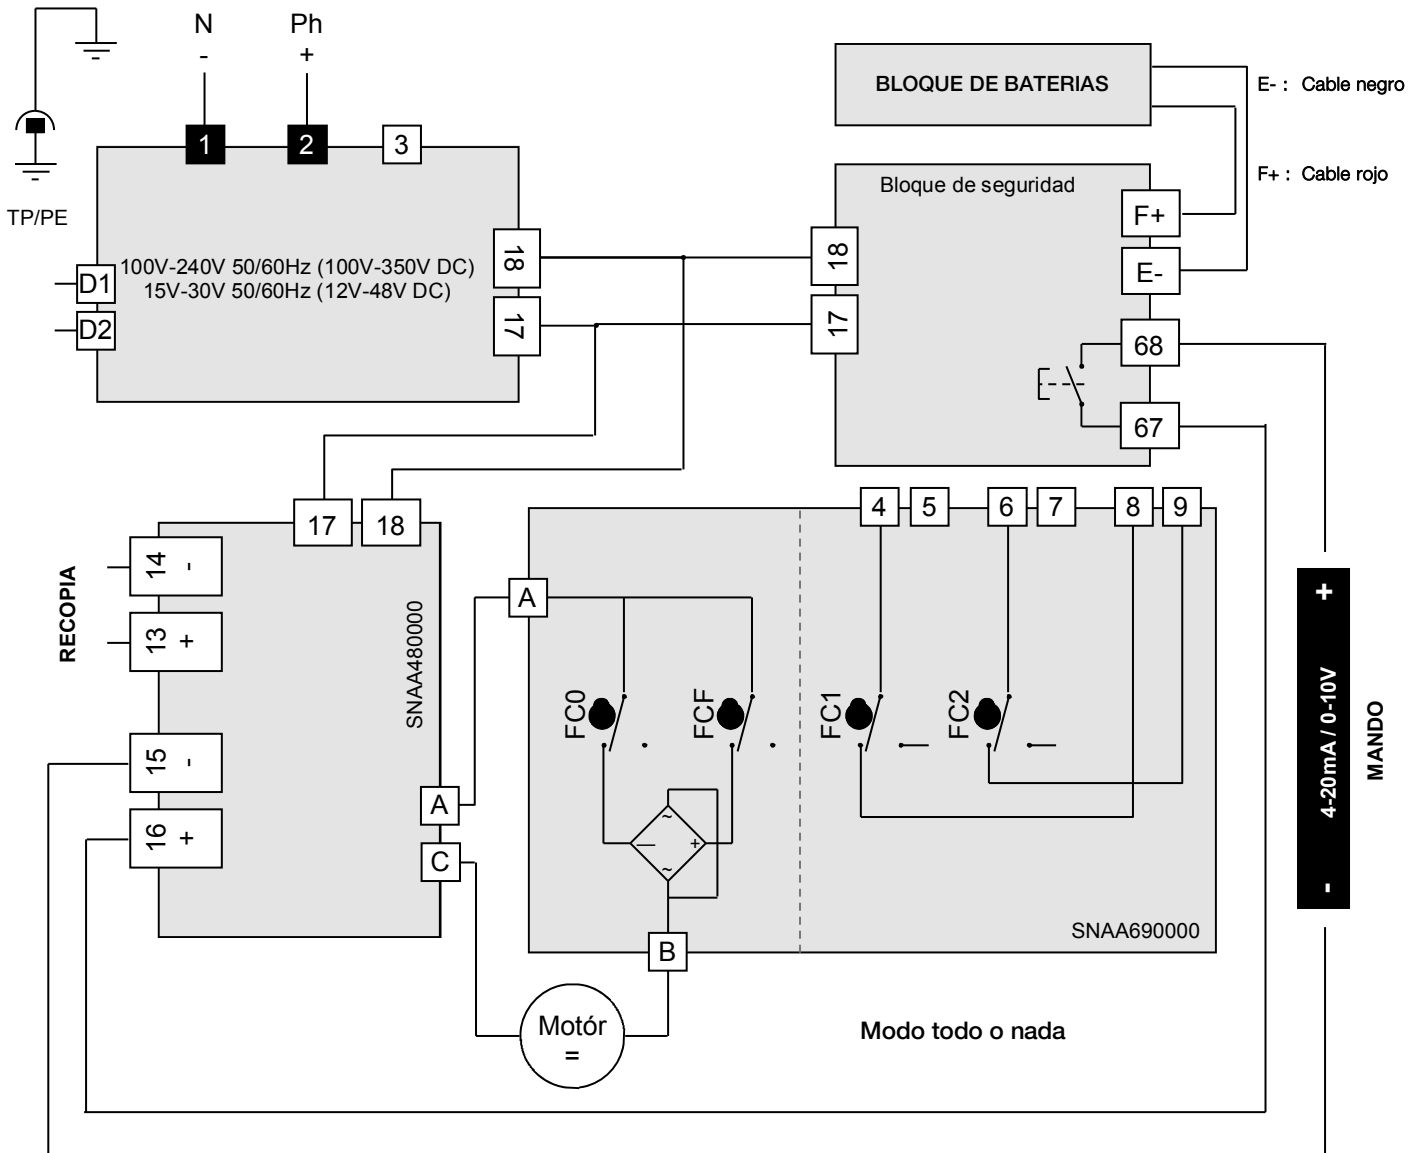 N
Ph
-
+
1
2
3
TP/PE
100V-240V 50/60Hz (100V-350V DC)
15V-30V 50/60Hz (12V-48V DC)
D1
D2
18
17
BLOQUE DE BATERIAS
E- : Cable negro
F+ : Cable rojo
Bloque de seguridad
18
17
F+
E-
68
67
17
18
14 -
13 +
RECOPIA
15 -
16 +
SNAA480000
A
C
A
4
5
6
7
8
9
FC0
FCF
FC1
FC2
~
—
+
~
B
SNAA690000
Motór
=
Modo todo o nada
+
4-20mA / 0-10V
-
MANDO